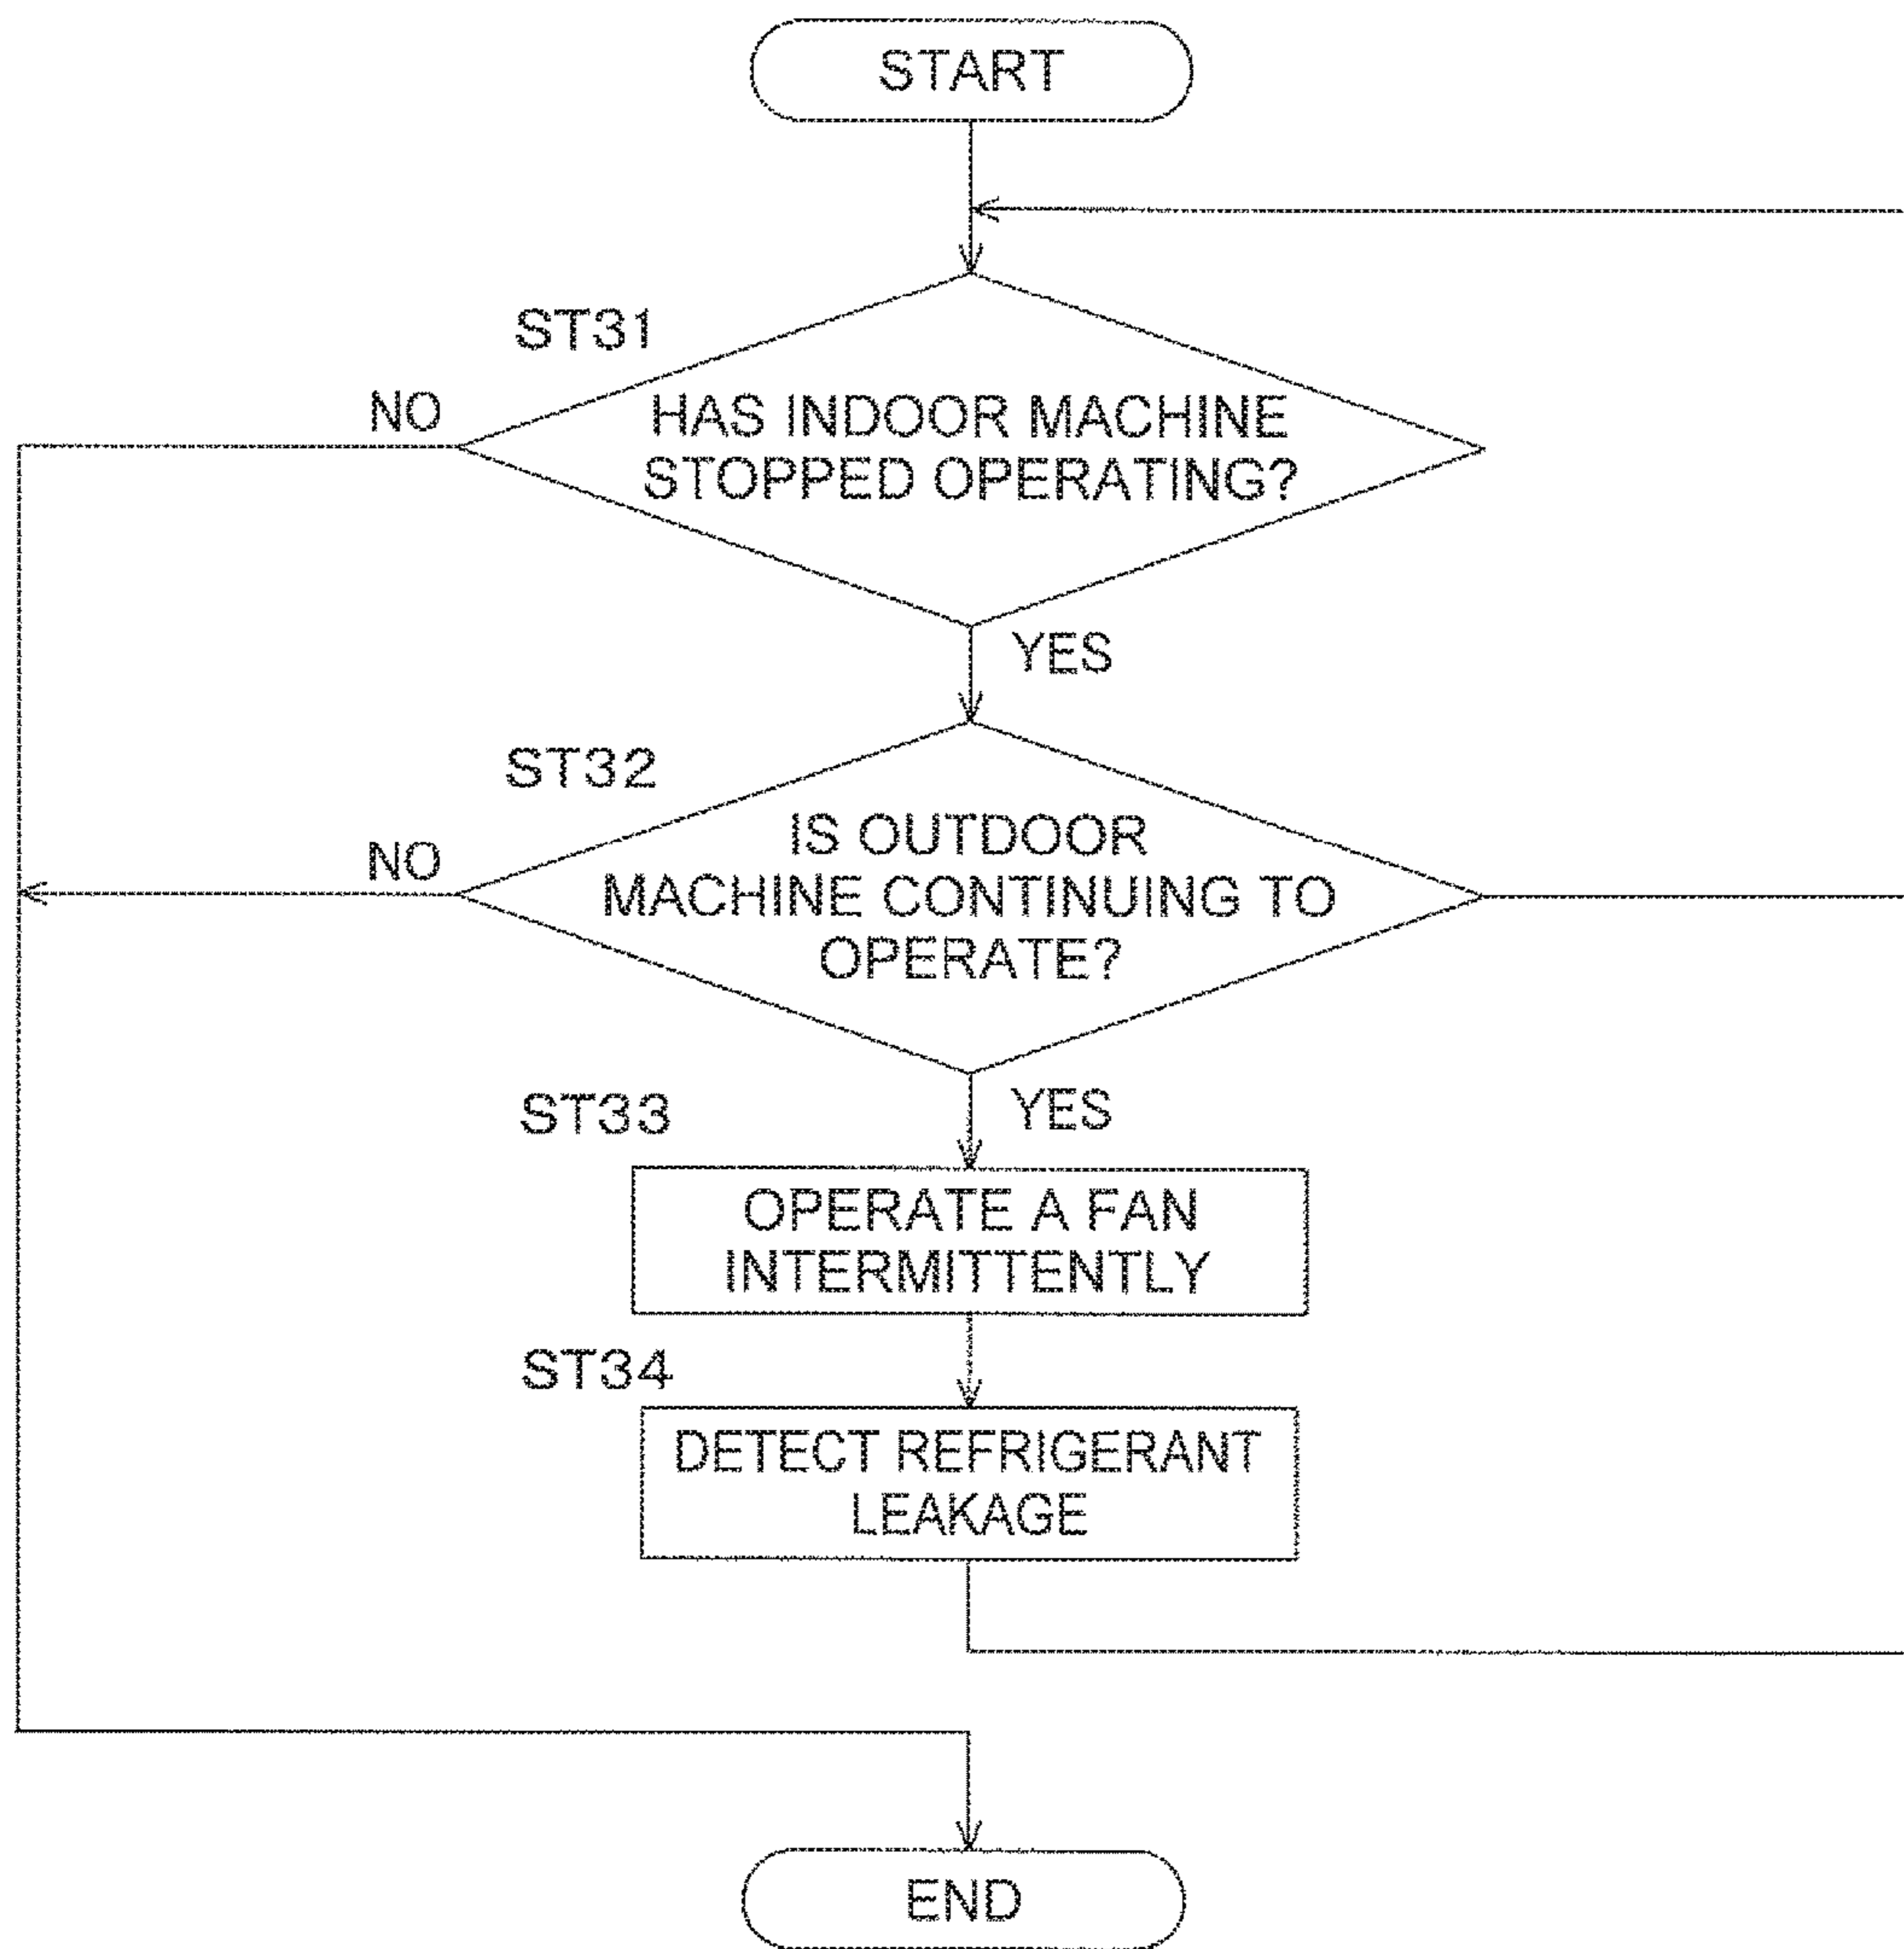 START
ST31
NO
HAS INDOOR MACHINE
STOPPED OPERATING?
YES
ST32
NO
IS OUTDOOR
MACHINE CONTINUING TO
OPERATE?
YES
ST33
OPERATE A FAN
INTERMITTENTLY
ST34
DETECT REFRIGERANT
LEAKAGE
END